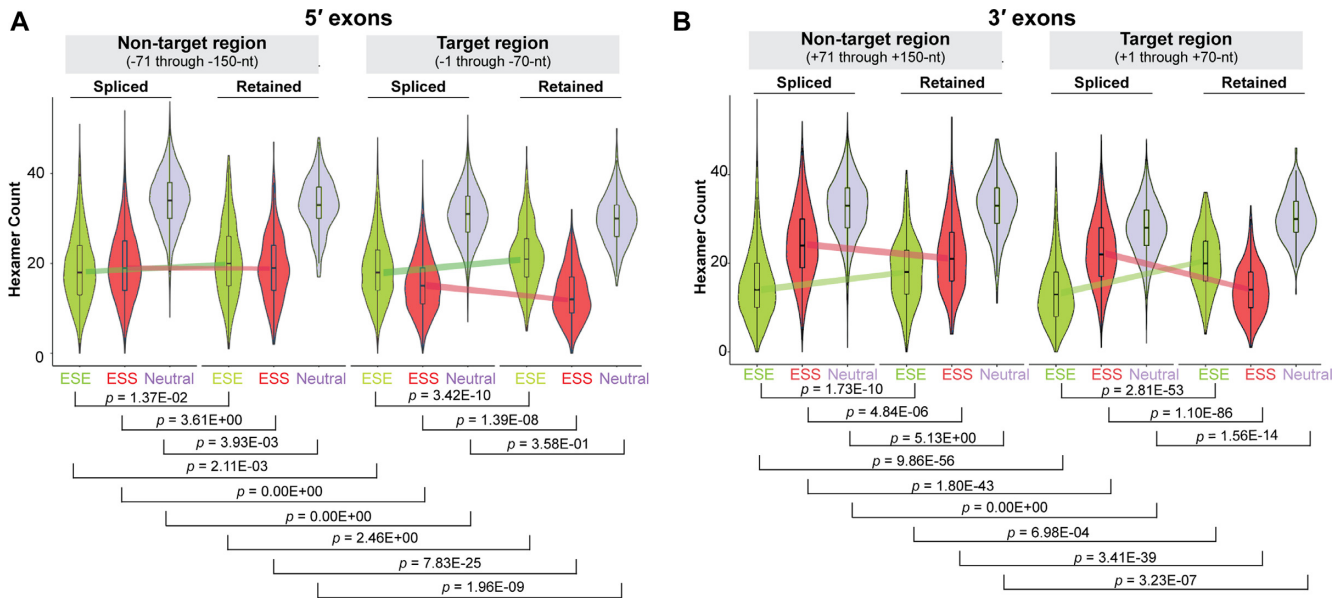 A
5′ exons
Non-target region
(-71 through -150-nt)
Target region
(-1 through -70-nt)
Spliced
Retained
Spliced
Retained
Hexamer Count
40
20
0
ESE ESS Neutral ESE ESS Neutral ESE ESS Neutral ESE ESS Neutral
p = 1.37E-02
p = 3.42E-10
p = 3.61E+00
p = 1.39E-08
p = 3.93E-03
p = 3.58E-01
p = 2.11E-03
p = 0.00E+00
p = 0.00E+00
p = 2.46E+00
p = 7.83E-25
p = 1.96E-09
B
3′ exons
Non-target region
(+71 through +150-nt)
Target region
(+1 through +70-nt)
Spliced
Retained
Spliced
Retained
Hexamer Count
40
20
0
ESE ESS Neutral ESE ESS Neutral ESE ESS Neutral ESE ESS Neutral
p = 1.73E-10
p = 2.81E-53
p = 4.84E-06
p = 1.10E-86
p = 5.13E+00
p = 1.56E-14
p = 9.86E-56
p = 1.80E-43
p = 0.00E+00
p = 6.98E-04
p = 3.41E-39
p = 3.23E-07